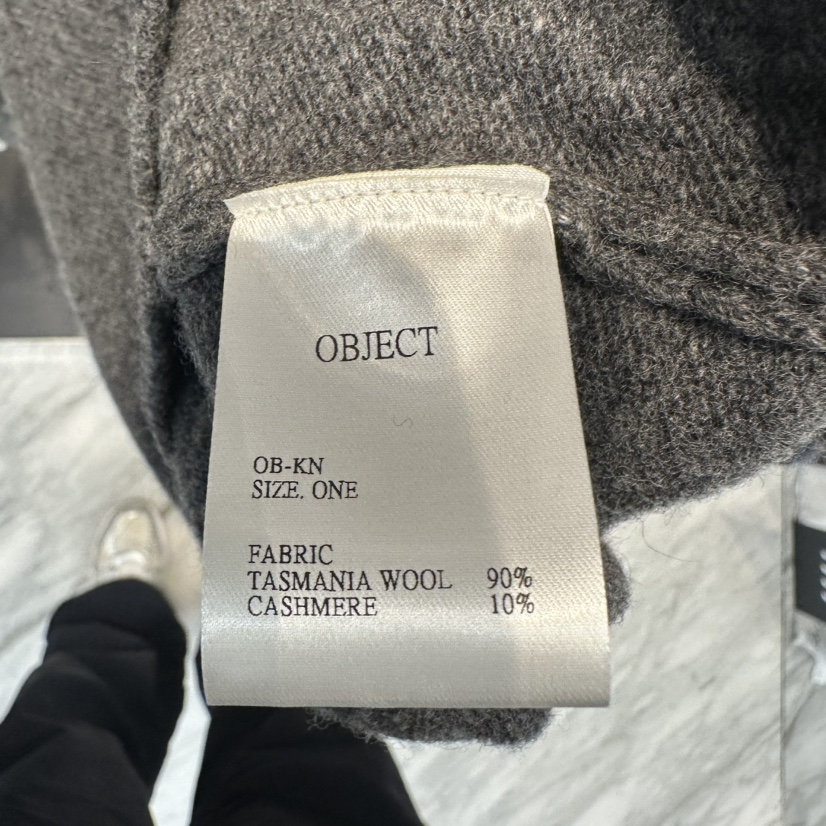 OBJECT
OB-KN
SIZE. ONE
FABRIC
TASMANIA WOOL 90%
CASHMERE 10%